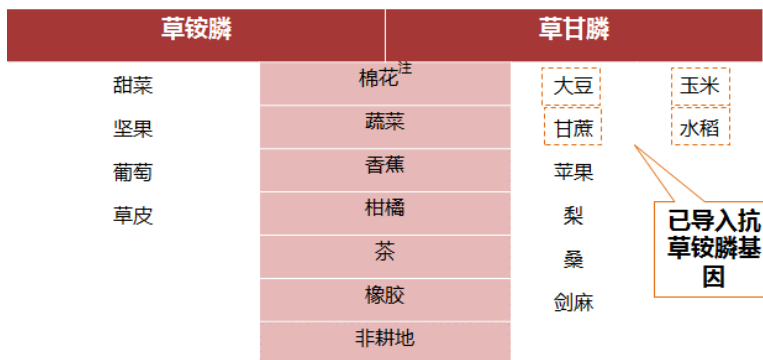 草铵膦 草甘膦
甜菜 棉花注 大豆 玉米
坚果 蔬菜 甘蔗 水稻
葡萄 香蕉 苹果
草皮 柑橘 梨
茶 桑
橡胶 剑麻
非耕地
已导入抗
草铵膦基
因